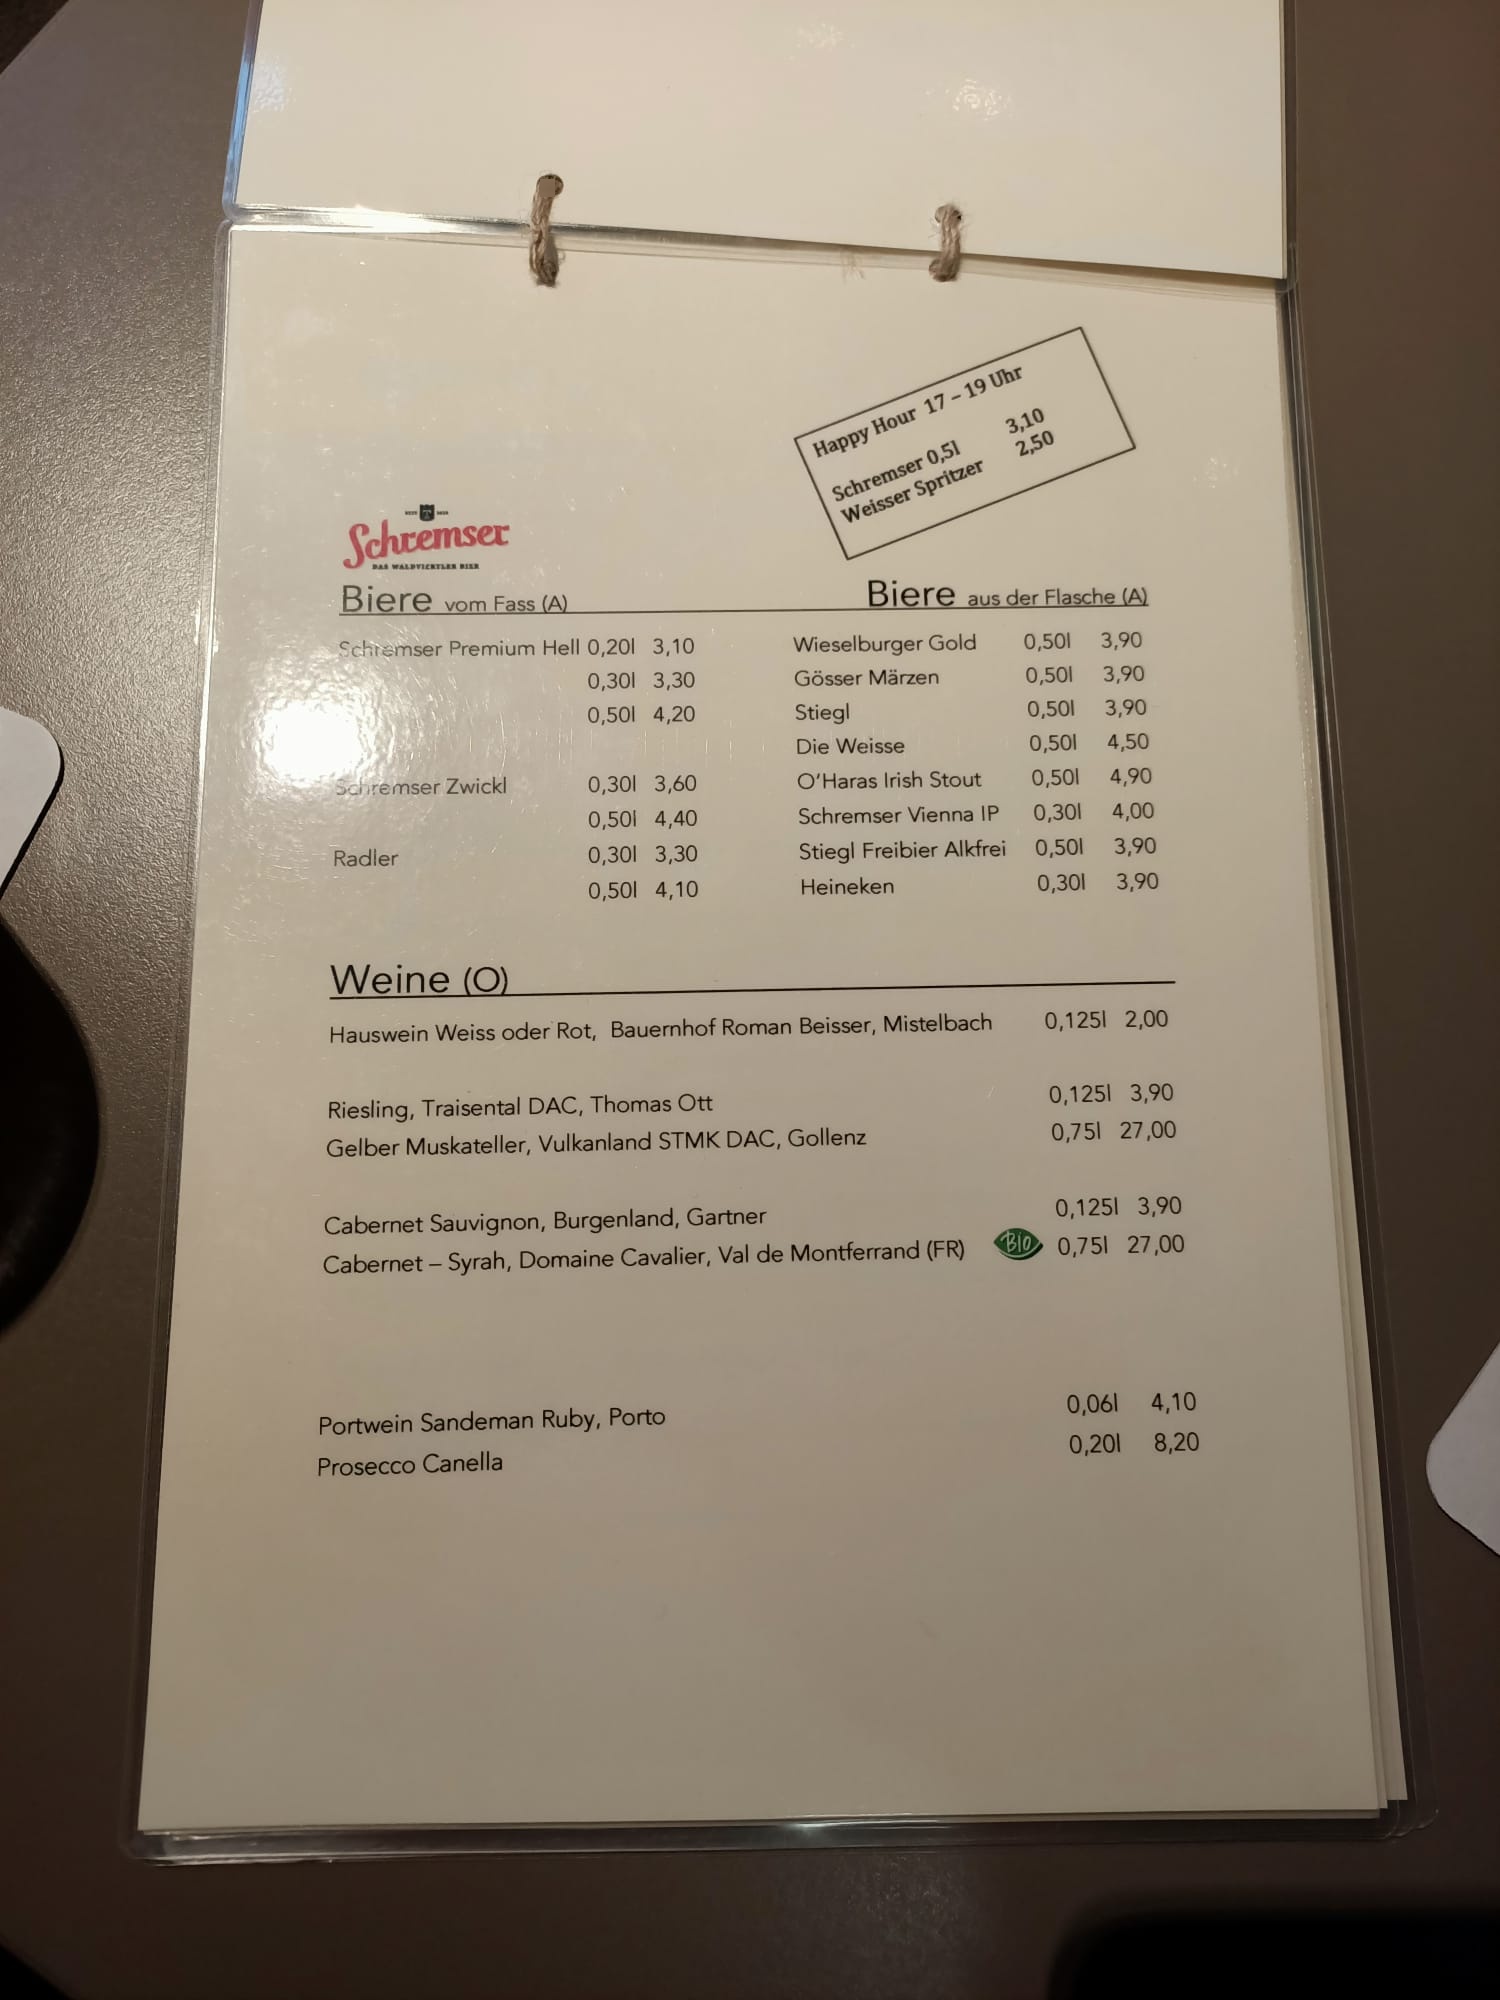 Happy Hour 17 – 19 Uhr
Schremser 0,5l 3,10
Weisser Spritzer 2,50
Schremser
DAS WALDVIERTLER BIER
Biere vom Fass (A)
Schremser Premium Hell 0,20l 3,10
0,30l 3,30
0,50l 4,20
Schremser Zwickl 0,30l 3,60
0,50l 4,40
Radler 0,30l 3,30
0,50l 4,10
Biere aus der Flasche (A)
Wieselburger Gold 0,50l 3,90
Gösser Märzen 0,50l 3,90
Stiegl 0,50l 3,90
Die Weisse 0,50l 4,50
O'Haras Irish Stout 0,50l 4,90
Schremser Vienna IP 0,30l 4,00
Stiegl Freibier Alkfrei 0,50l 3,90
Heineken 0,30l 3,90
Weine (O)
Hauswein Weiss oder Rot, Bauernhof Roman Beisser, Mistelbach 0,125l 2,00
Riesling, Traisental DAC, Thomas Ott 0,125l 3,90
Gelber Muskateller, Vulkanland STMK DAC, Gollenz 0,75l 27,00
Cabernet Sauvignon, Burgenland, Gartner 0,125l 3,90
Cabernet – Syrah, Domaine Cavalier, Val de Montferrand (FR) BIO 0,75l 27,00
Portwein Sandeman Ruby, Porto 0,06l 4,10
Prosecco Canella 0,20l 8,20